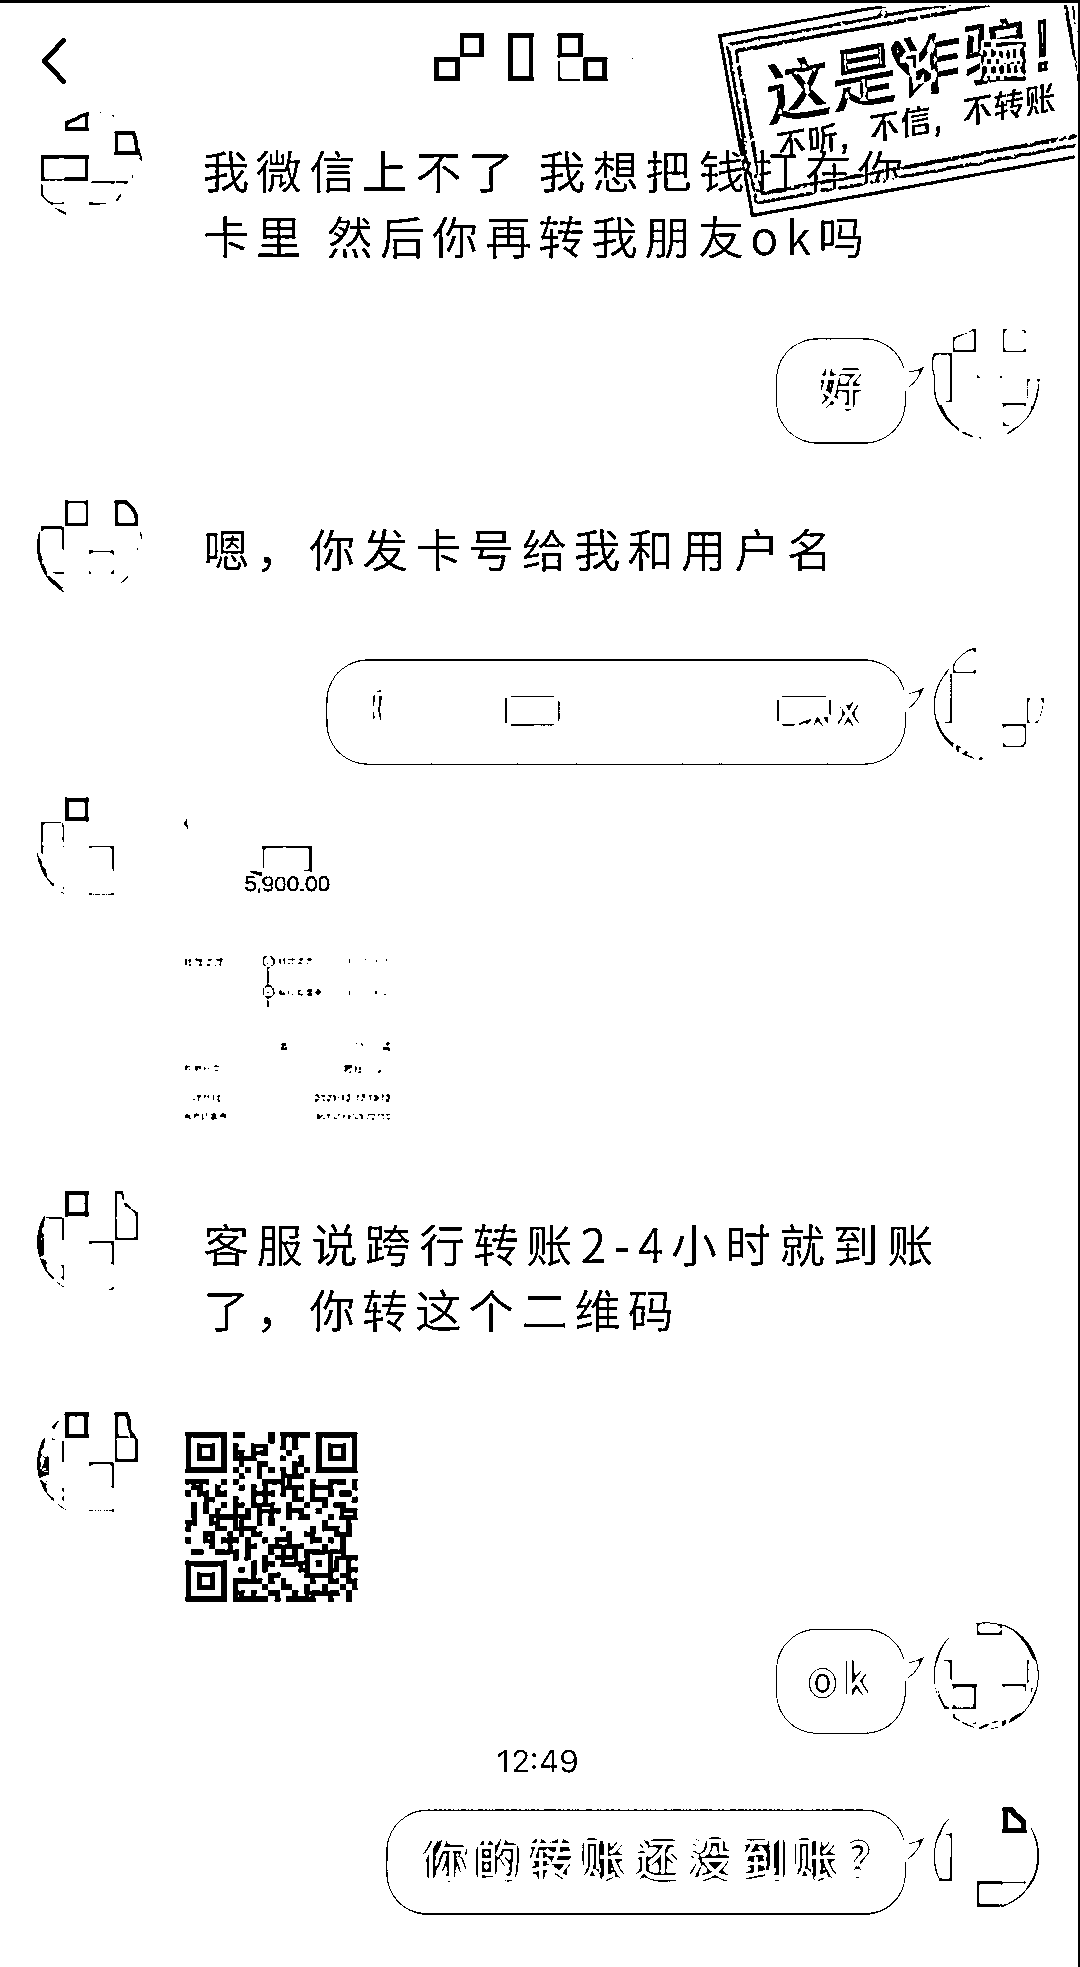 这是诈骗!
不听,不信,不转账
我微信上不了 我想把钱打在你
卡里 然后你再转我朋友ok吗
好
嗯，你发卡号给我和用户名
5,900.00
客服说跨行转账2-4小时就到账
了，你转这个二维码
ok
12:49
你的转账还没到账?